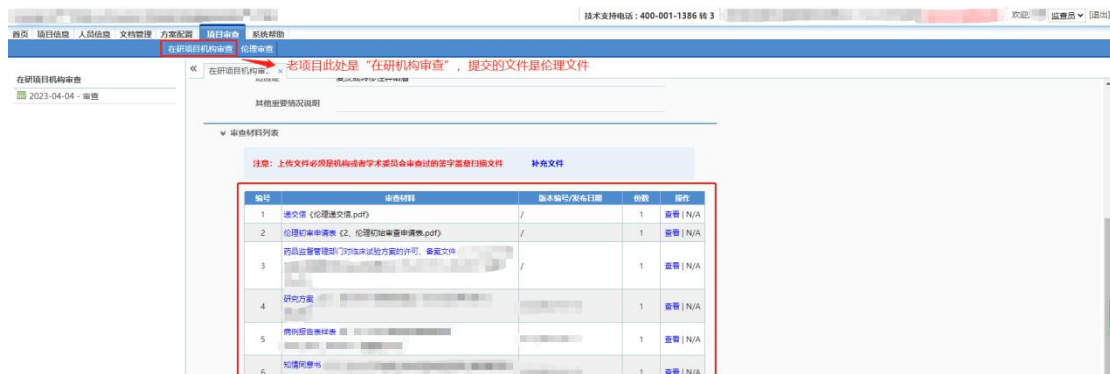 技术支持电话：400-001-1386 转 3
欢迎
监查员
[退出]
首页 项目信息 人员信息 文档管理 方案配置 项目审查 系统帮助
在研项目机构审查 伦理审查
在研项目机构审查
2023-04-04 - 审查
在研项目机构审.. ×
老项目此处是“在研机构审查”，提交的文件是伦理文件
其他重要情况说明
审查材料列表
注意：上传文件必须是机构或者学术委员会审查过的签字盖章扫描文件 补充文件
编号 审查材料 版本编号/发布日期 份数 操作
1 递交信《伦理递交信.pdf》 / 1 查看 | N/A
2 伦理初审申请表《2、伦理初始审查申请表.pdf》 / 1 查看 | N/A
3 药品监督管理部门对临床试验方案的许可、备案文件 / 1 查看 | N/A
4 研究方案 1 查看 | N/A
5 病例报告表样表 1 查看 | N/A
6 知情同意书 1 查看 | N/A